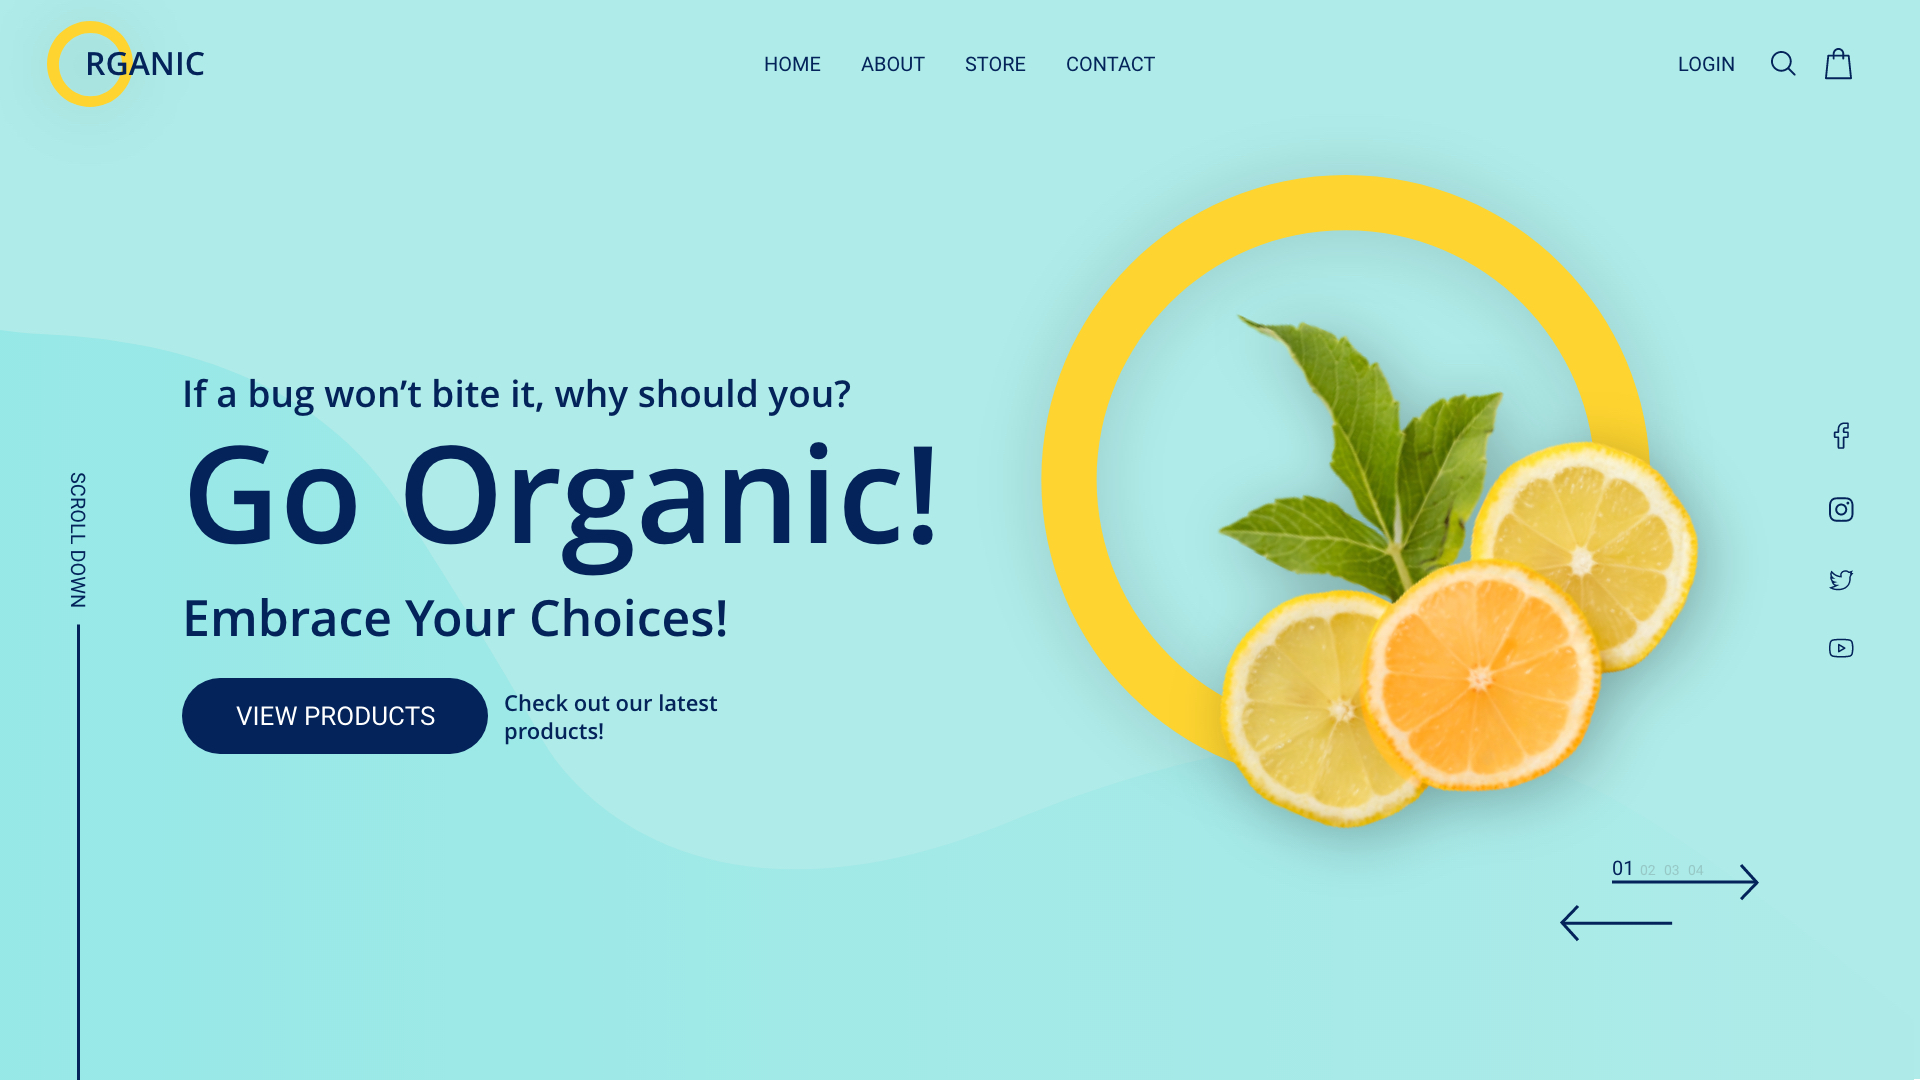 RGANIC
HOME ABOUT STORE CONTACT
LOGIN
If a bug won’t bite it, why should you?
Go Organic!
Embrace Your Choices!
VIEW PRODUCTS
Check out our latest
products!
SCROLL DOWN
01 02 03 04